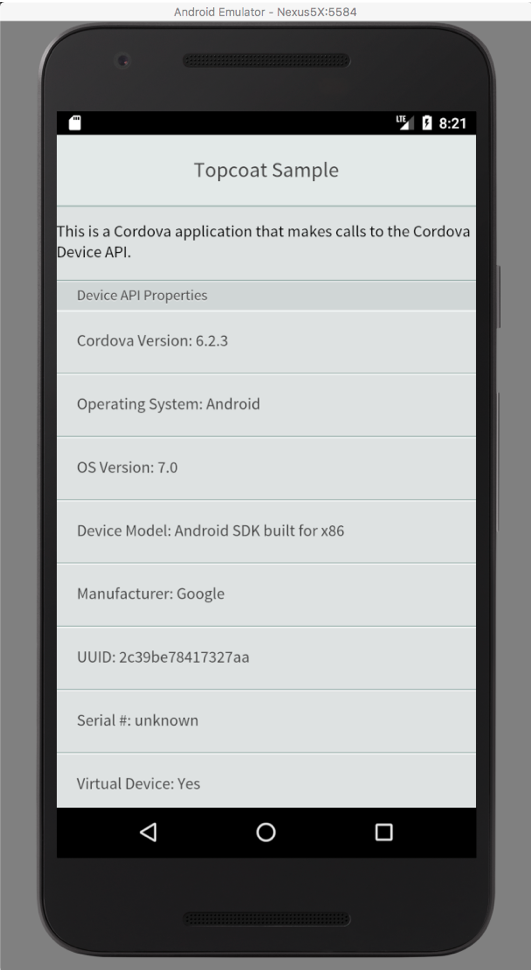 Android Emulator - Nexus5X:5584
LTE 8:21
Topcoat Sample
This is a Cordova application that makes calls to the Cordova
Device API.
Device API Properties
Cordova Version: 6.2.3
Operating System: Android
OS Version: 7.0
Device Model: Android SDK built for x86
Manufacturer: Google
UUID: 2c39be78417327aa
Serial #: unknown
Virtual Device: Yes